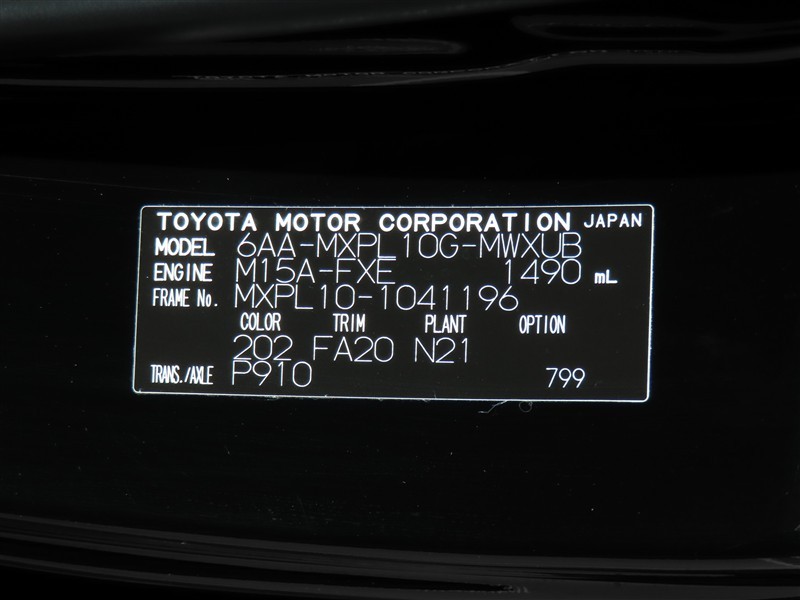 TOYOTA MOTOR CORPORATION JAPAN
MODEL 6AA-MXPL10G-MWXUB
ENGINE M15A-FXE 1490 mL
FRAME No. MXPL10-1041196
COLOR TRIM PLANT OPTION
202 FA20 N21
TRANS./AXLE P910 799